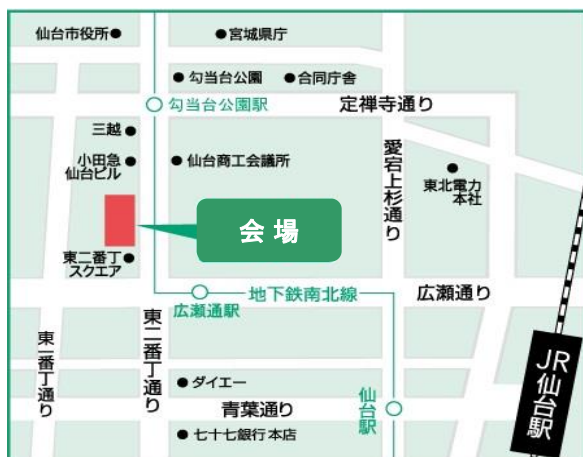 仙台市役所
宮城県庁
勾当台公園
合同庁舎
勾当台公園駅
定禅寺通り
三越
小田急
仙台ビル
仙台商工会議所
愛宕上杉通り
東北電力
本社
会場
東二番丁
スクエア
地下鉄南北線
広瀬通り
広瀬通駅
東一番丁通り
東二番丁通り
JR仙台駅
ダイエー
仙台駅
青葉通り
七十七銀行本店